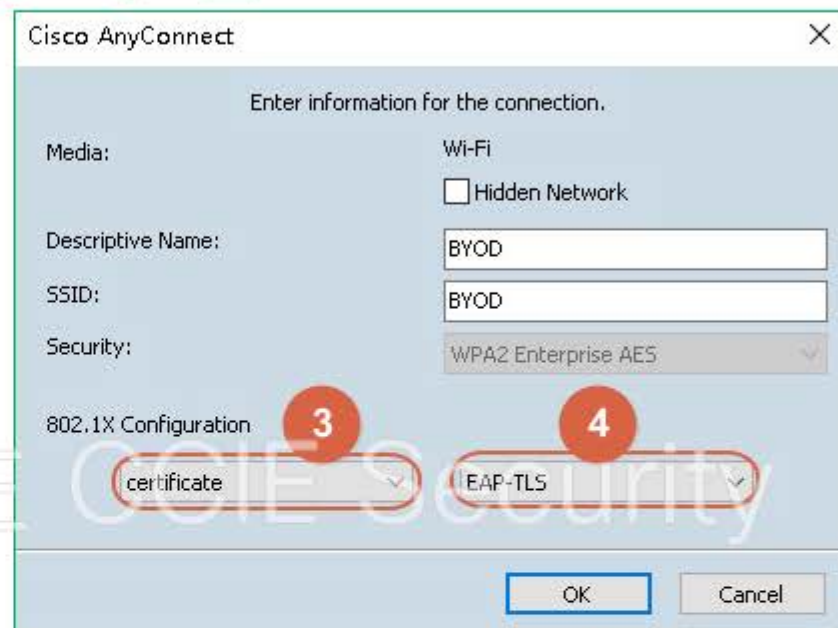 Cisco AnyConnect
Enter information for the connection.
Media: Wi-Fi
Hidden Network
Descriptive Name: BYOD
SSID: BYOD
Security: WPA2 Enterprise AES
802.1X Configuration 3 4
certificate EAP-TLS
CCIE Security
OK Cancel